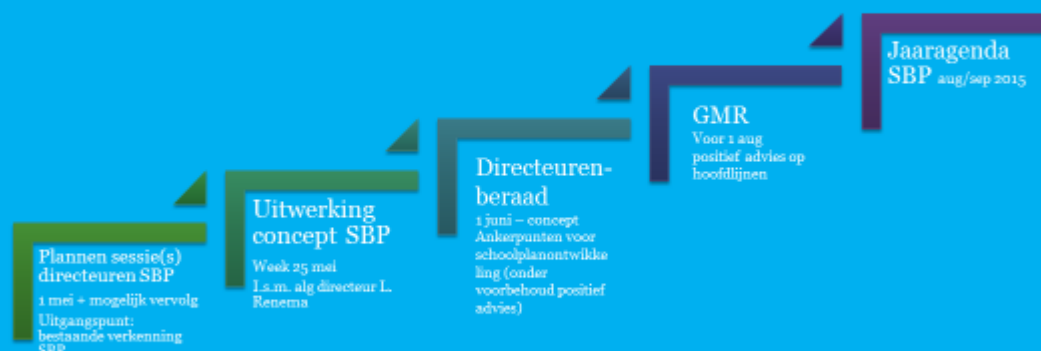 Plannen sessie(s)
directeuren SBP
1 mei + mogelijk vervolg
Uitgangspunt:
bestaande verkenning
SBP
Uitwerking
concept SBP
Week 25 mei
I.s.m. alg directeur L.
Renema
Directeuren-
beraad
1 juni – concept
Ankerpunten voor
schoolplanontwikke
ling (onder
voorbehoud positief
advies)
GMR
Voor 1 aug
positief advies op
hoofdlijnen
Jaaragenda
SBP aug/sep 2015